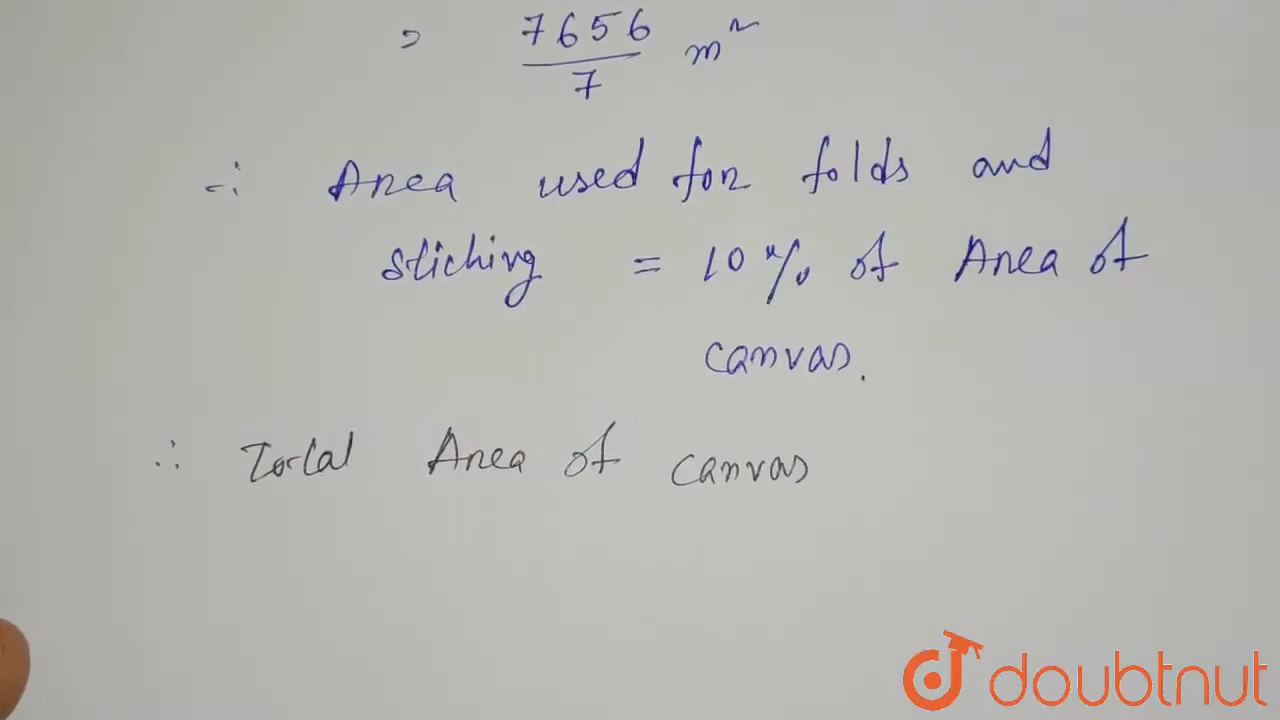 = 7656/7 m²
∴ Area used for folds and
stiching = 10% of Area of
canvas.
∴ Total Area of canvas
doubtnut